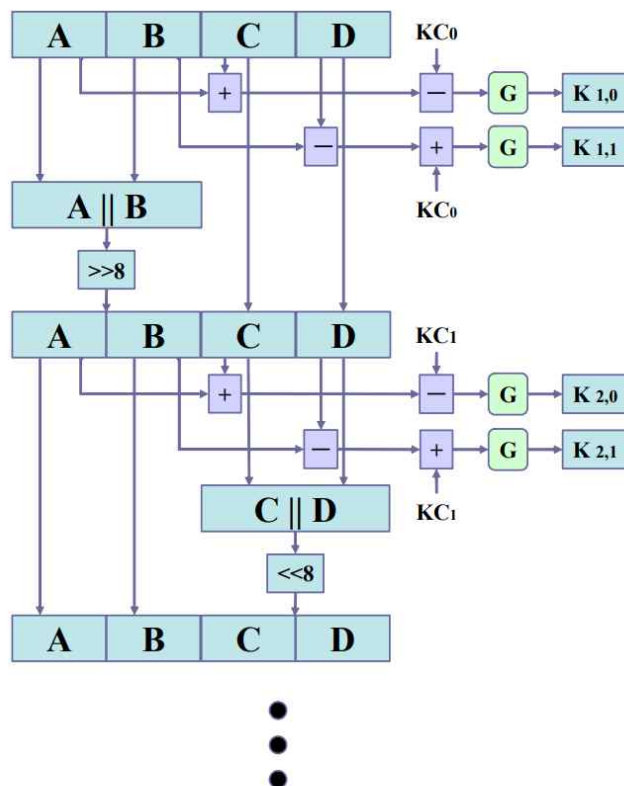 A B C D KC0
+ − G K 1,0
− + G K 1,1
KC0
A || B
>>8
A B C D KC1
+ − G K 2,0
− + G K 2,1
KC1
C || D
<<8
A B C D